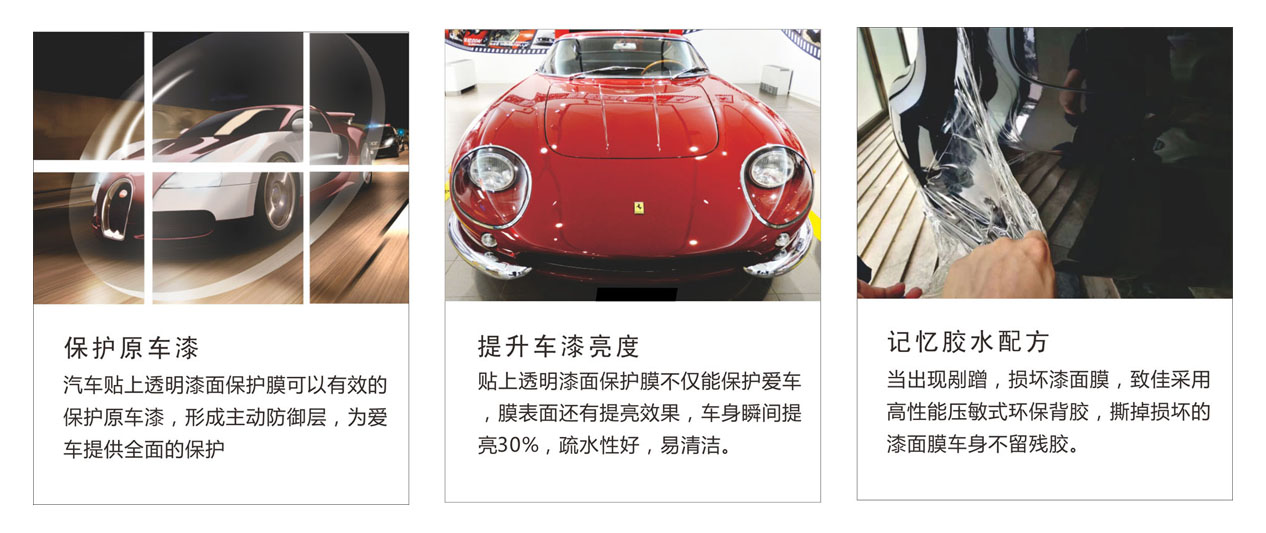 保护原车漆
汽车贴上透明漆面保护膜可以有效的
保护原车漆，形成主动防御层，为爱
车提供全面的保护
提升车漆亮度
贴上透明漆面保护膜不仅能保护爱车
，膜表面还有提亮效果，车身瞬间提
亮30%，疏水性好，易清洁。
记忆胶水配方
当出现剐蹭，损坏漆面膜，致佳采用
高性能压敏式环保背胶，撕掉损坏的
漆面膜车身不留残胶。